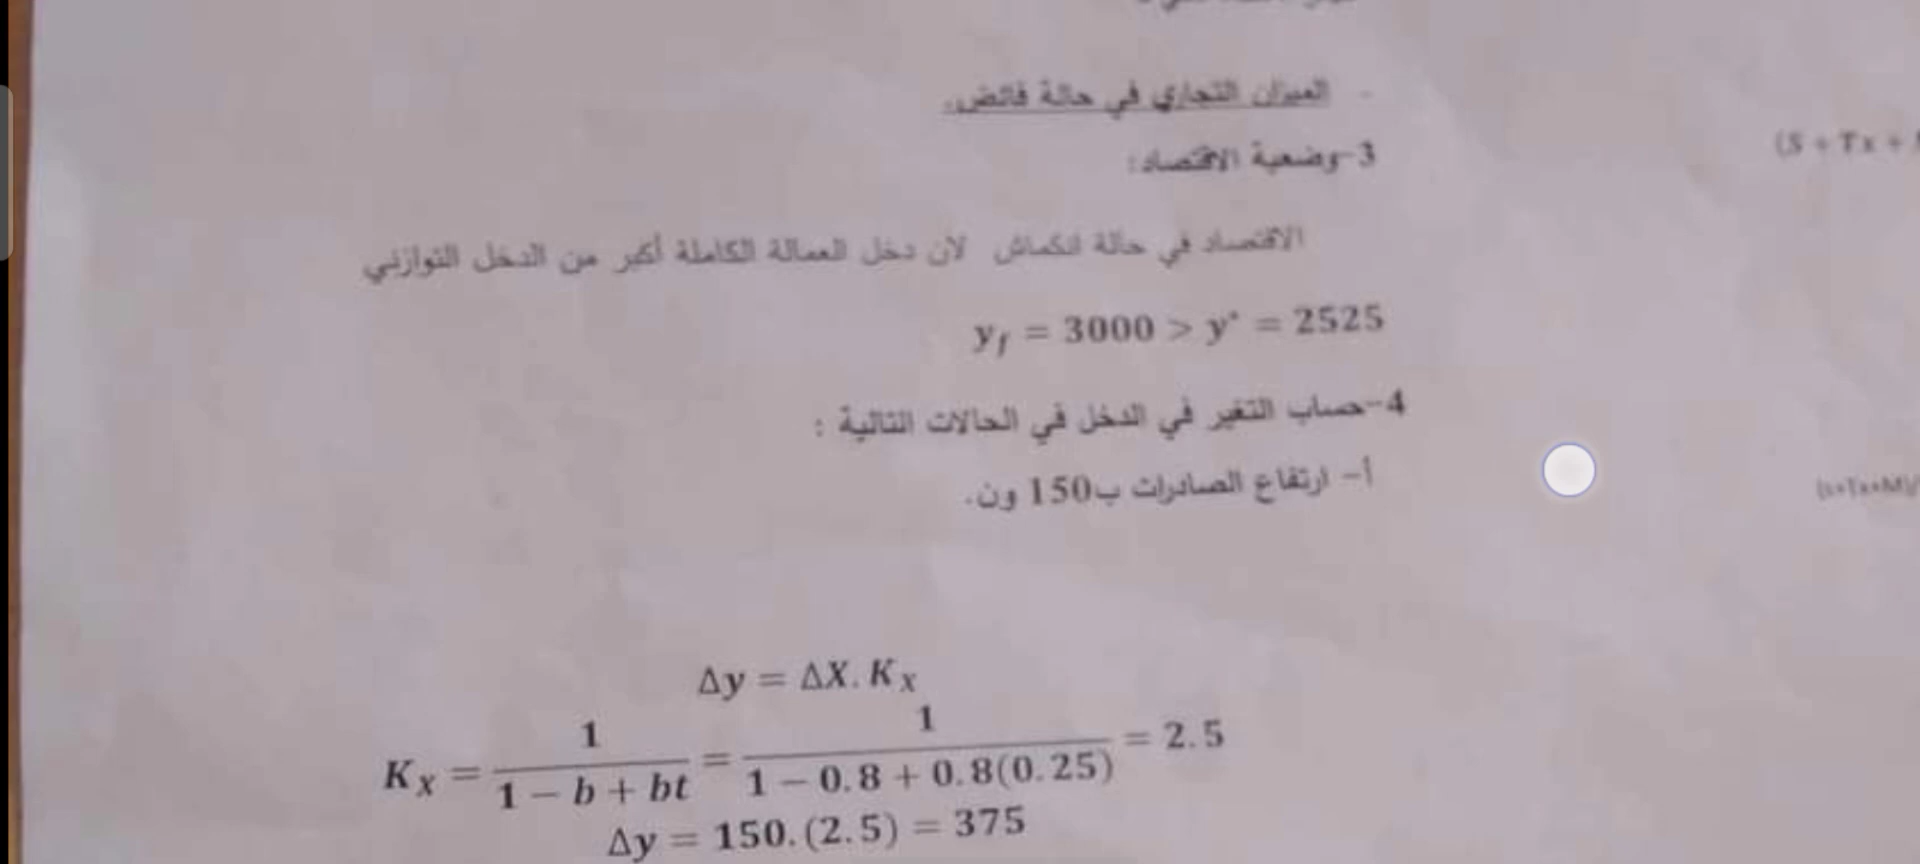 - الميزان التجاري في حالة فائض.
3-وضعية الاقتصاد:
(S + Tx +
الاقتصاد في حالة انكماش لان دخل العمالة الكاملة أكبر من الدخل التوازني
y_f = 3000 > y* = 2525
4-حساب التغير في الدخل في الحالات التالية :
أ- ارتفاع الصادرات ب150 ون.
(s+Tx+M)/
Δy = ΔX. K_X
K_X = 1 / (1 - b + bt) = 1 / (1 - 0.8 + 0.8(0.25)) = 2.5
Δy = 150. (2.5) = 375